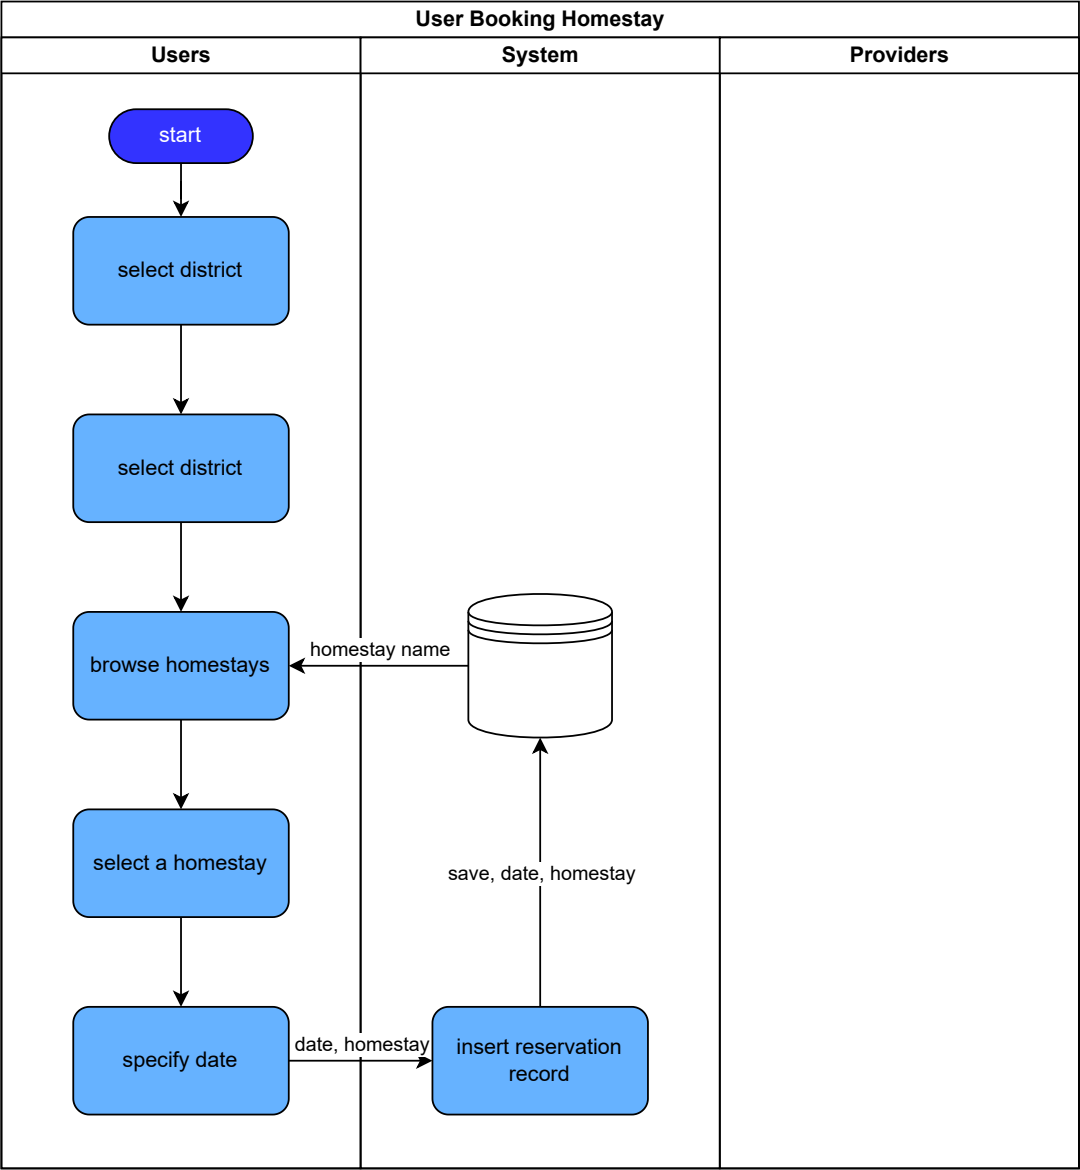 User Booking Homestay
Users
System
Providers
start
select district
select district
browse homestays
homestay name
select a homestay
save, date, homestay
specify date
date, homestay
insert reservation
record